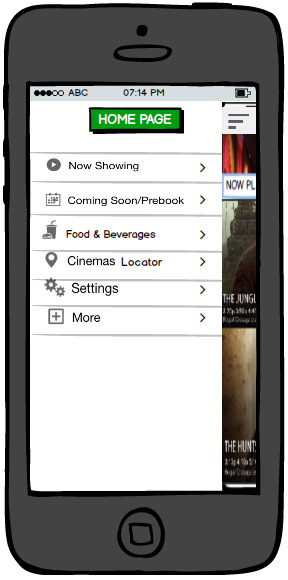 ABC 07:14 PM
HOME PAGE
Now Showing
NOW PL
Coming Soon/Prebook
Food & Beverages
Cinemas Locator
Settings
THE JUNGL
More
THE HUNT